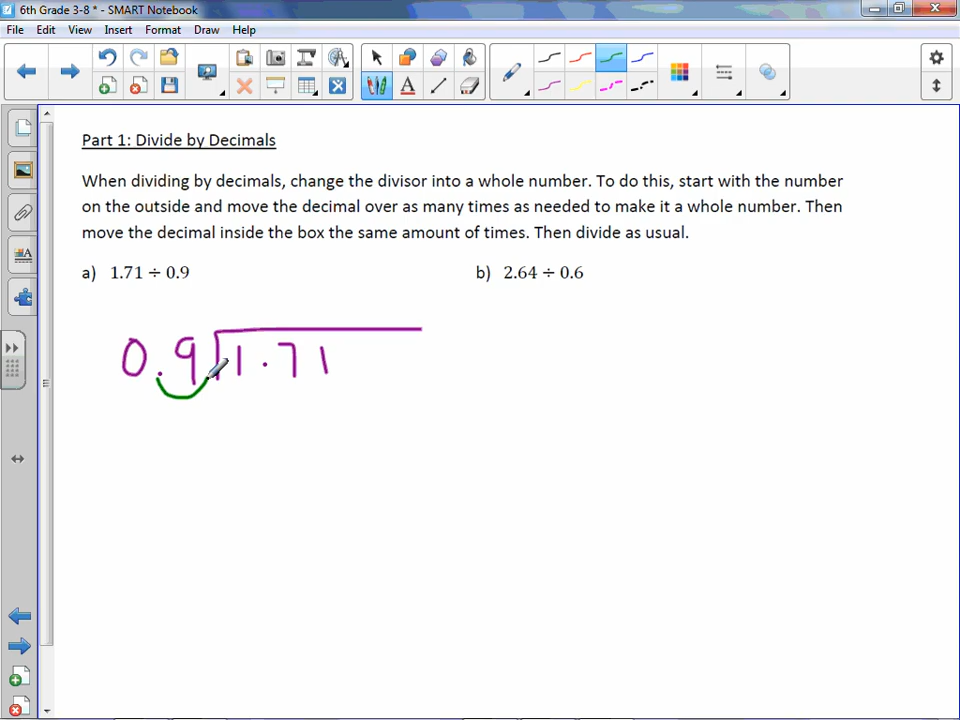 6th Grade 3-8 * - SMART Notebook
File Edit View Insert Format Draw Help
Part 1: Divide by Decimals
When dividing by decimals, change the divisor into a whole number. To do this, start with the number
on the outside and move the decimal over as many times as needed to make it a whole number. Then
move the decimal inside the box the same amount of times. Then divide as usual.
a) 1.71 ÷ 0.9 b) 2.64 ÷ 0.6
0.9 1.71